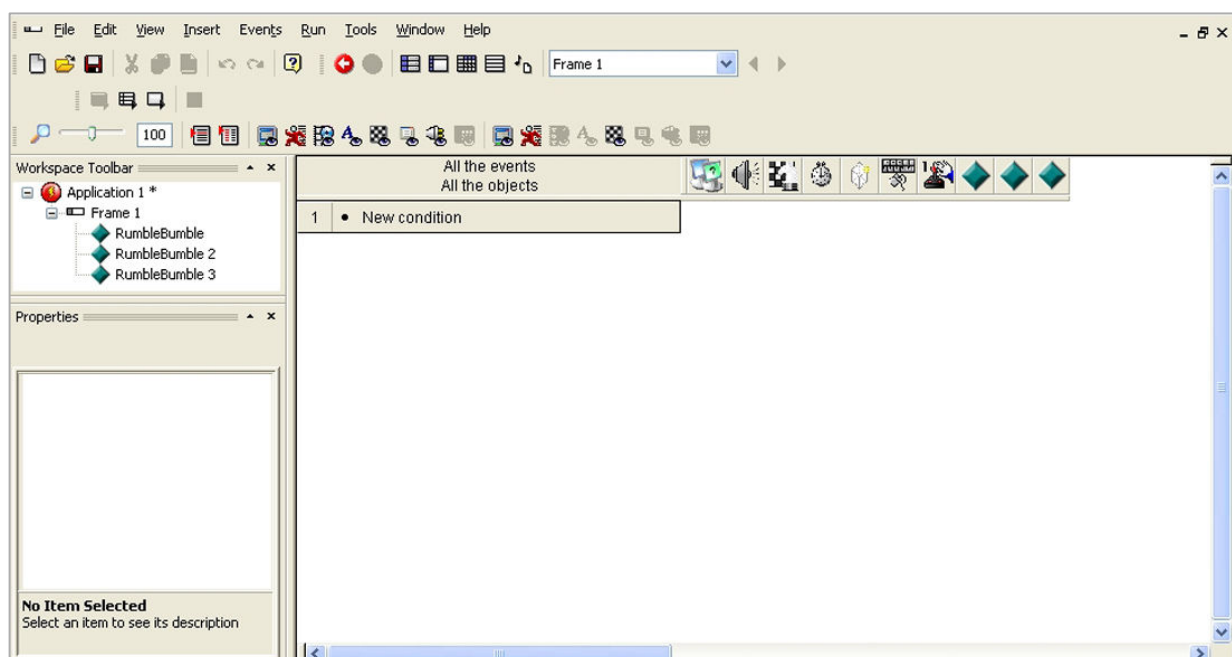 File Edit View Insert Events Run Tools Window Help
Frame 1
100
Workspace Toolbar
Application 1 *
Frame 1
RumbleBumble
RumbleBumble 2
RumbleBumble 3
Properties
No Item Selected
Select an item to see its description
All the events
All the objects
1 • New condition